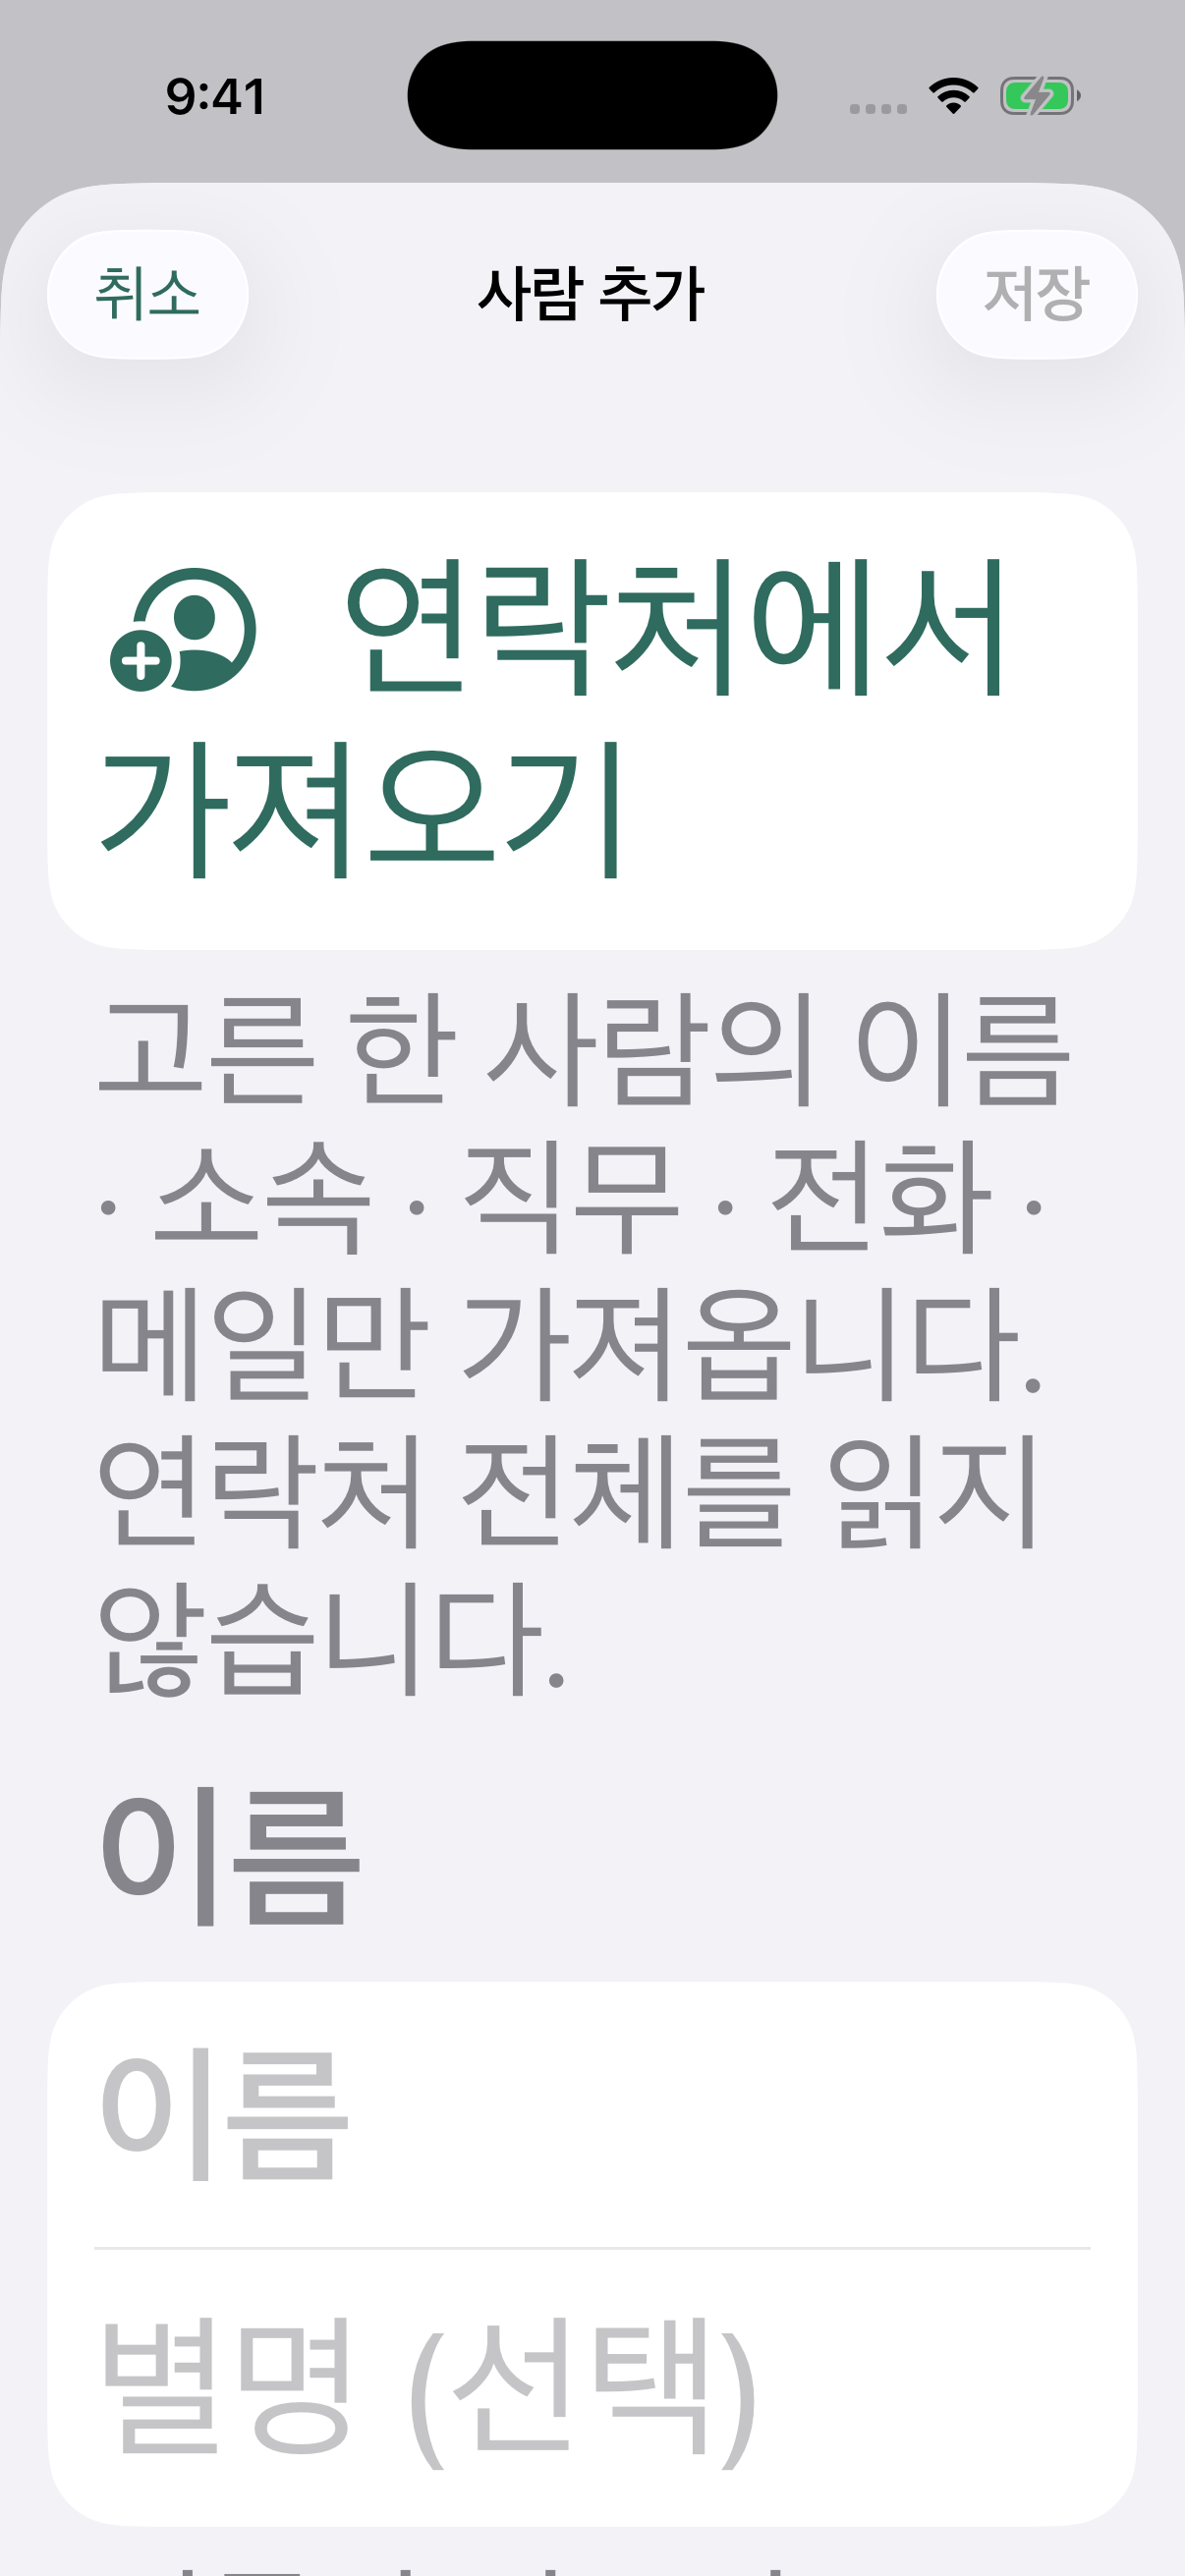 9:41
취소
사람 추가
저장
연락처에서
가져오기
고른 한 사람의 이름
· 소속 · 직무 · 전화 ·
메일만 가져옵니다.
연락처 전체를 읽지
않습니다.
이름
이름
별명 (선택)